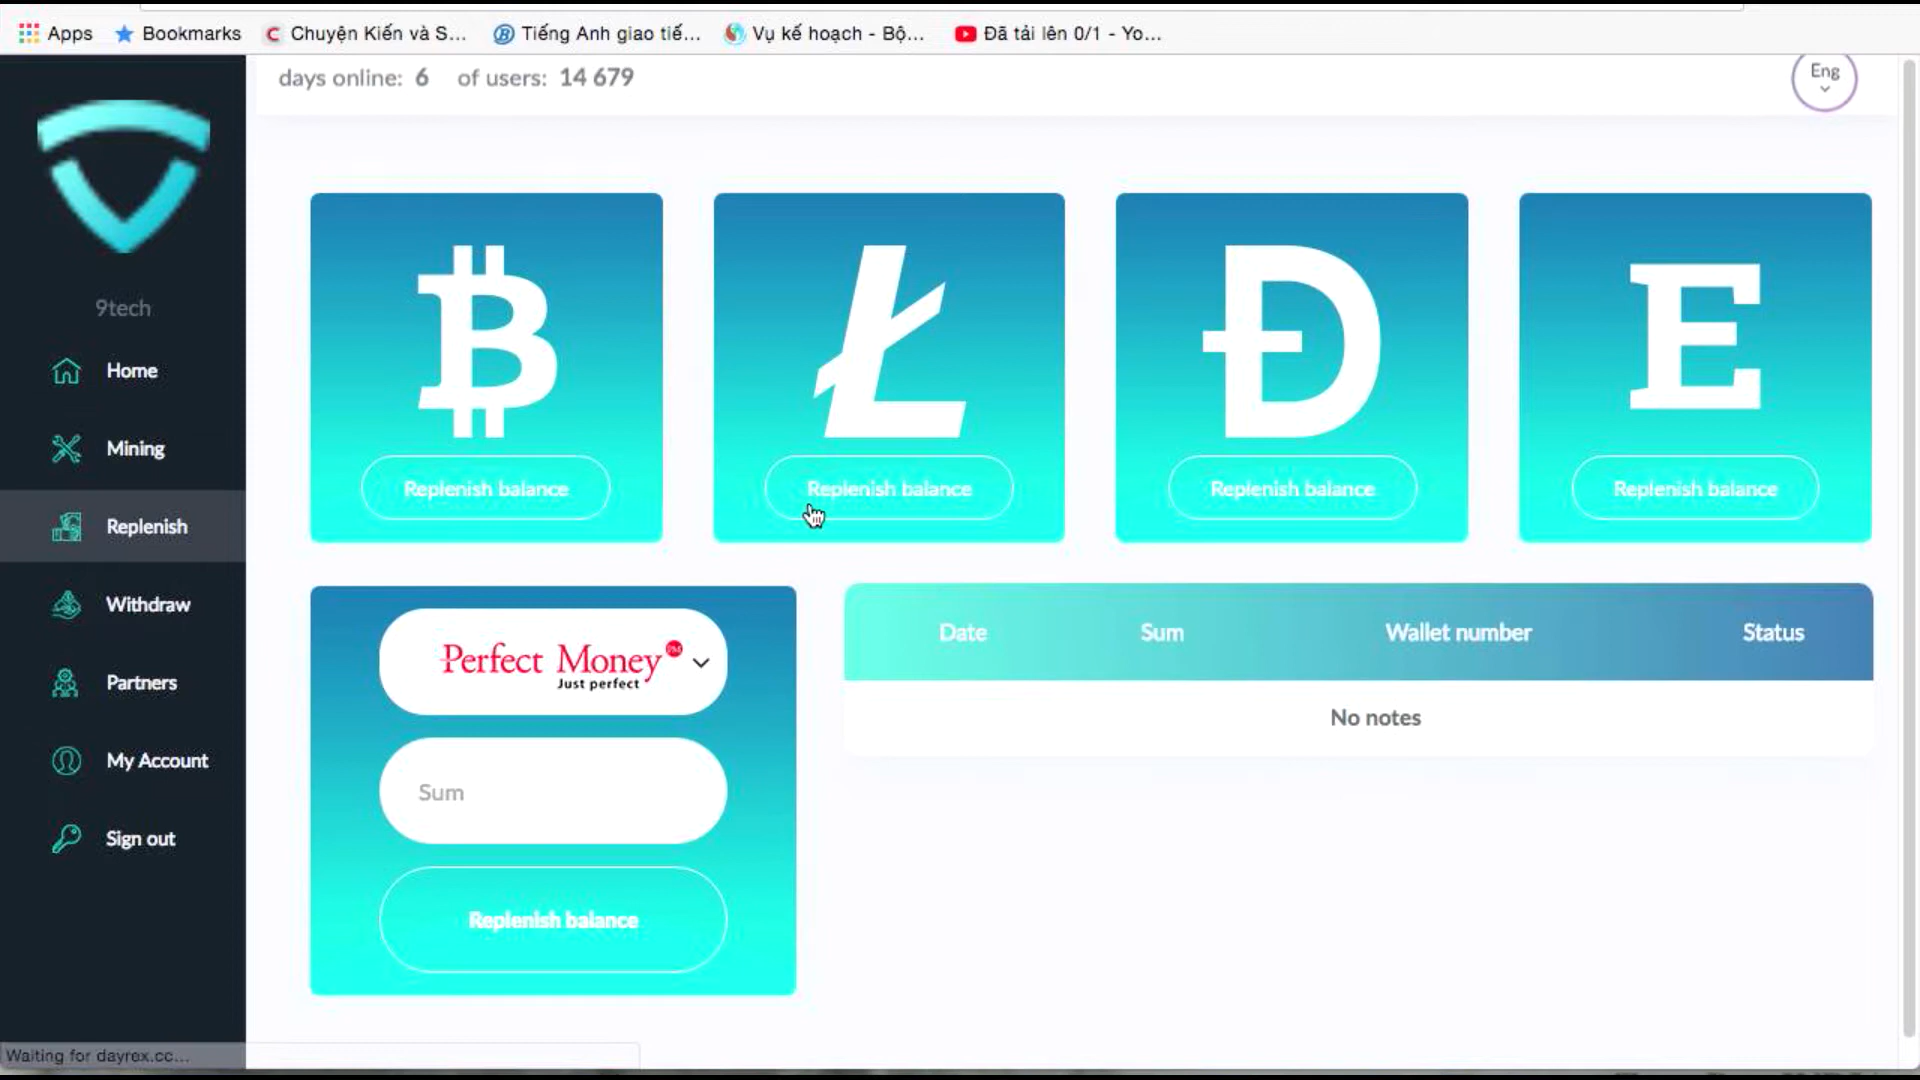 Apps Bookmarks Chuyện Kiến và S... Tiếng Anh giao tiế... Vụ kế hoạch - Bộ... Đã tải lên 0/1 - Yo...
days online: 6 of users: 14 679
Eng
9tech
Home
Mining
Replenish
Withdraw
Partners
My Account
Sign out
Replenish balance
Replenish balance
Replenish balance
Replenish balance
Perfect Money PM
Just perfect
Sum
Replenish balance
Date Sum Wallet number Status
No notes
Waiting for dayrex.cc...